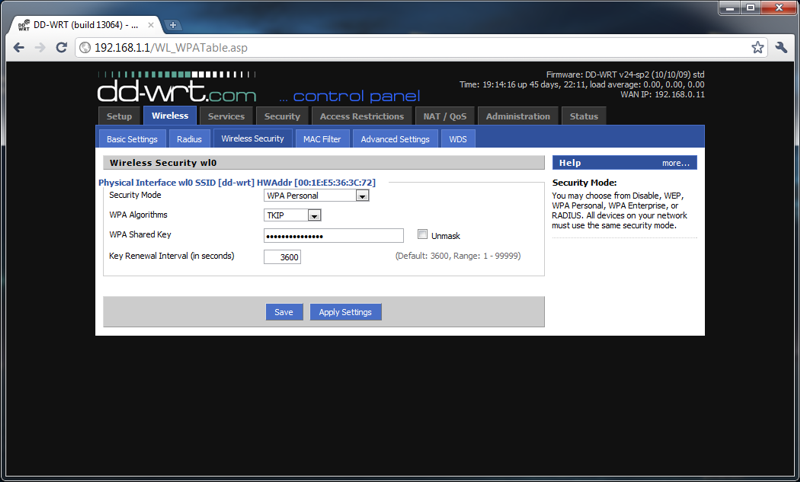 DD-WRT (build 13064) - ...
192.168.1.1/WL_WPATable.asp
dd-wrt.com ... control panel
Firmware: DD-WRT v24-sp2 (10/10/09) std
Time: 19:14:16 up 45 days, 22:11, load average: 0.00, 0.00, 0.00
WAN IP: 192.168.0.11
Setup Wireless Services Security Access Restrictions NAT / QoS Administration Status
Basic Settings Radius Wireless Security MAC Filter Advanced Settings WDS
Wireless Security wl0
Physical Interface wl0 SSID [dd-wrt] HWAddr [00:1E:E5:36:3C:72]
Security Mode WPA Personal
WPA Algorithms TKIP
WPA Shared Key Unmask
Key Renewal Interval (in seconds) 3600 (Default: 3600, Range: 1 - 99999)
Save Apply Settings
Help more...
Security Mode:
You may choose from Disable, WEP,
WPA Personal, WPA Enterprise, or
RADIUS. All devices on your network
must use the same security mode.